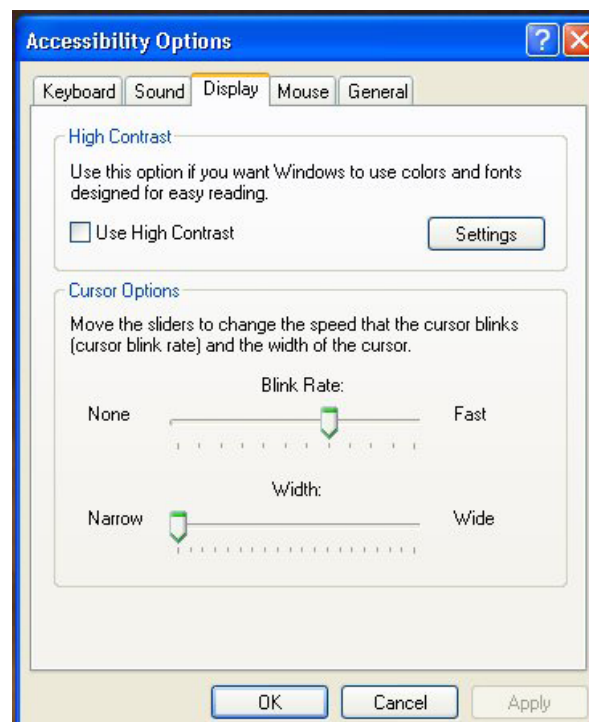 Accessibility Options
Keyboard Sound Display Mouse General
High Contrast
Use this option if you want Windows to use colors and fonts
designed for easy reading.
Use High Contrast Settings
Cursor Options
Move the sliders to change the speed that the cursor blinks
(cursor blink rate) and the width of the cursor.
Blink Rate:
None Fast
Width:
Narrow Wide
OK Cancel Apply